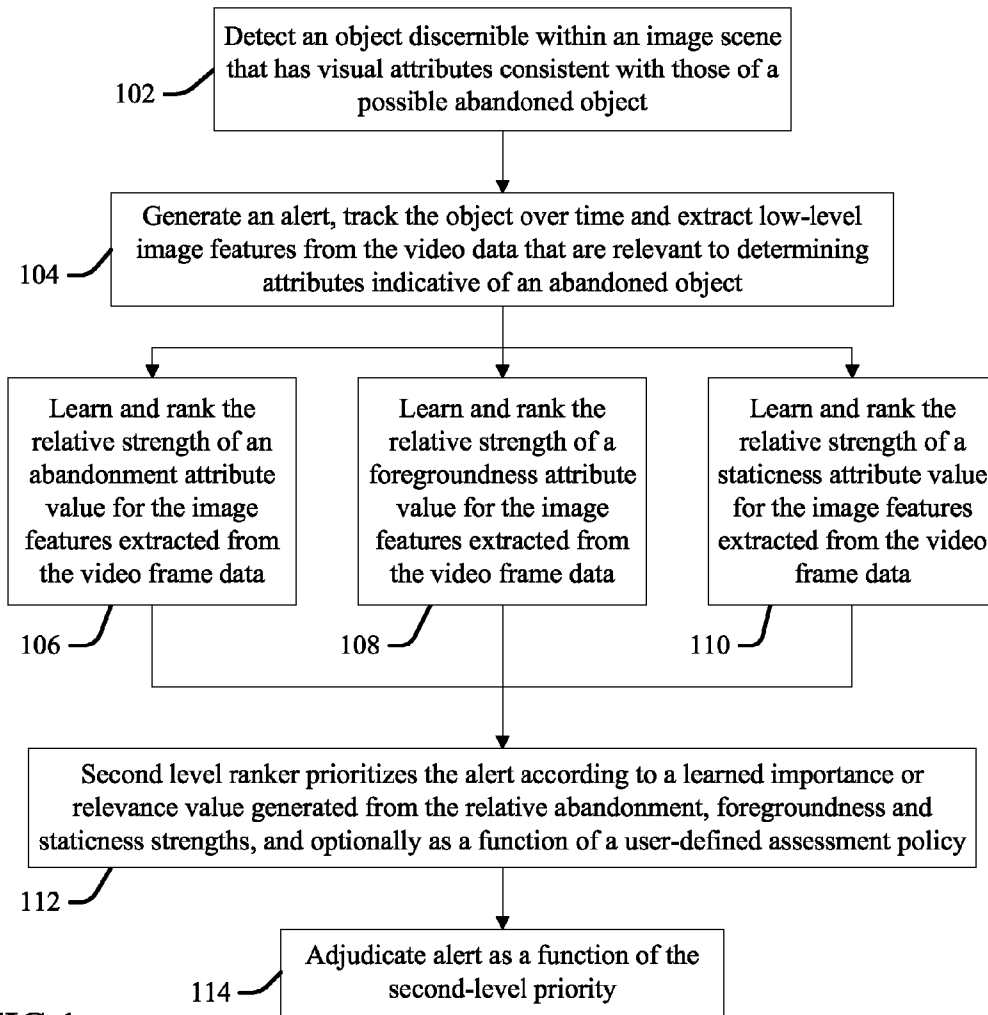 Detect an object discernible within an image scene
that has visual attributes consistent with those of a
possible abandoned object
102
Generate an alert, track the object over time and extract low-level
image features from the video data that are relevant to determining
attributes indicative of an abandoned object
104
Learn and rank the
relative strength of an
abandonment attribute
value for the image
features extracted from
the video frame data
106
Learn and rank the
relative strength of a
foregroundness attribute
value for the image
features extracted from
the video frame data
108
Learn and rank the
relative strength of a
staticness attribute value
for the image features
extracted from the video
frame data
110
Second level ranker prioritizes the alert according to a learned importance or
relevance value generated from the relative abandonment, foregroundness and
staticness strengths, and optionally as a function of a user-defined assessment policy
112
Adjudicate alert as a function of the
second-level priority
114